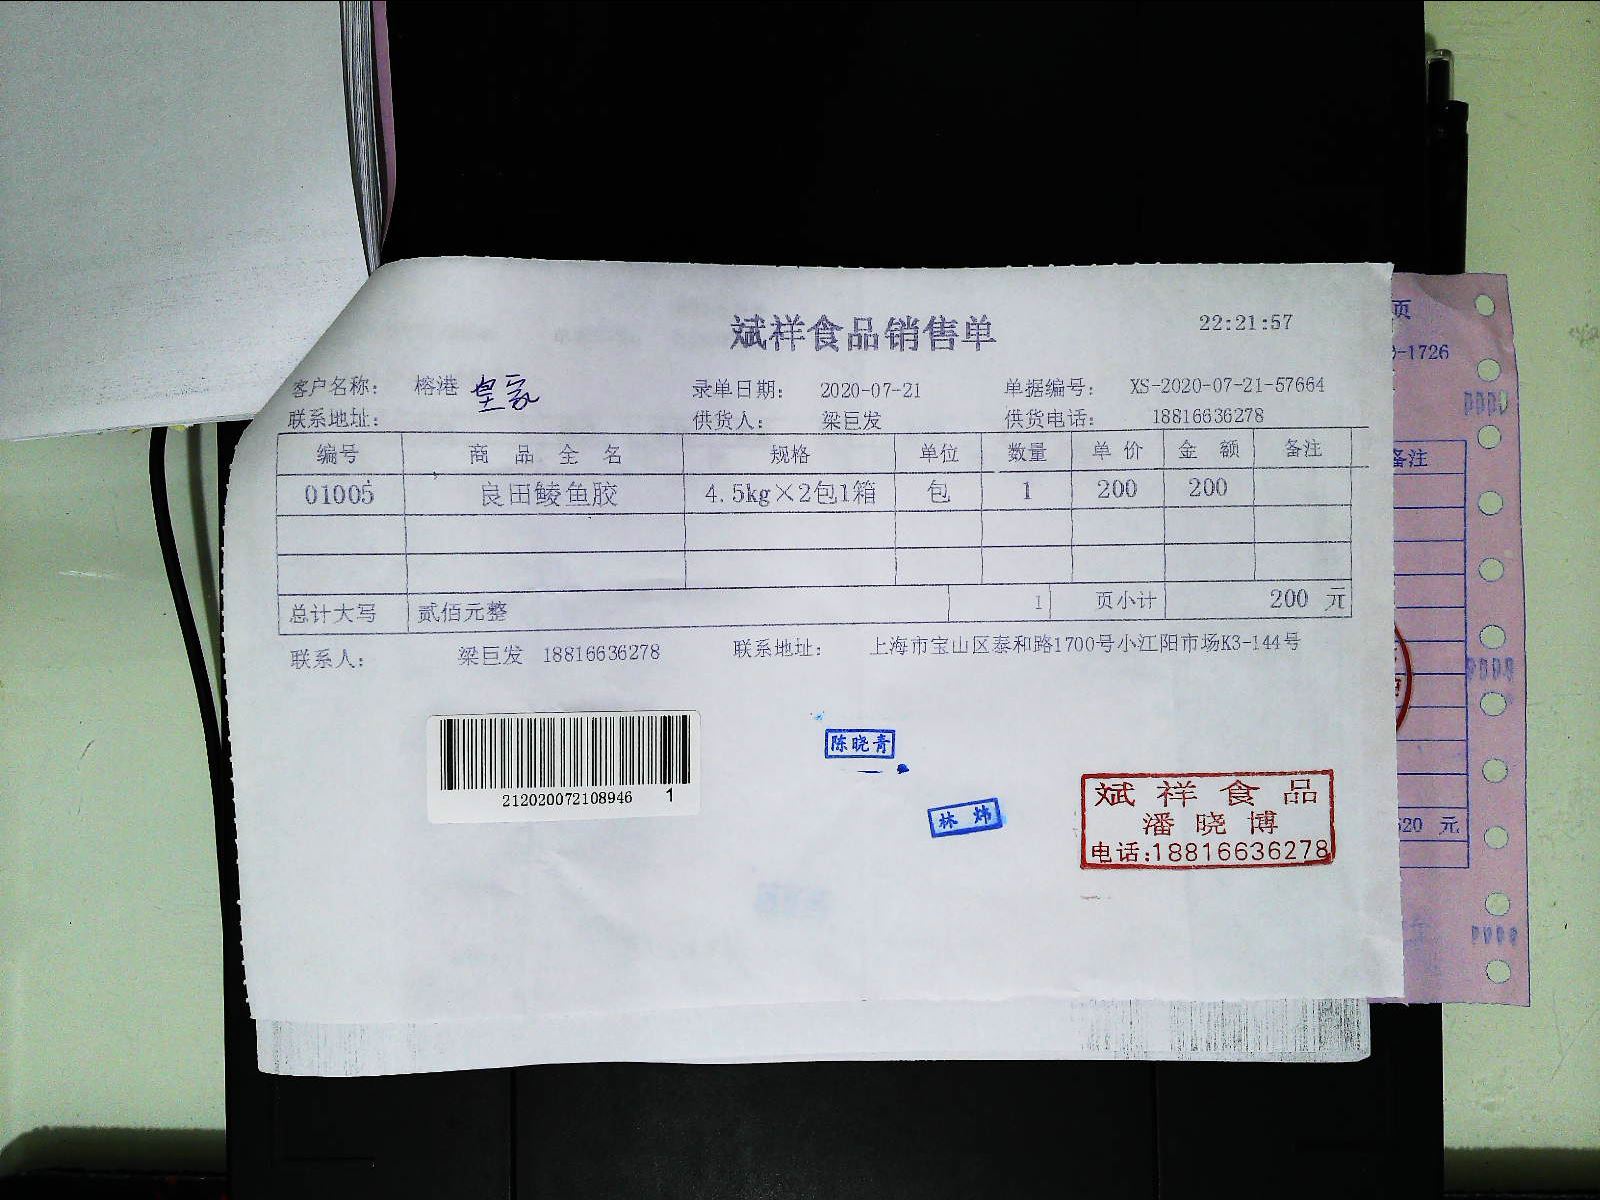 斌祥食品销售单
22:21:57
客户名称： 榕港 皇家 录单日期： 2020-07-21 单据编号： XS-2020-07-21-57664
联系地址： 供货人： 梁巨发 供货电话： 18816636278
编号 商品全名 规格 单位 数量 单价 金额 备注
01005 良田鲮鱼胶 4.5kg×2包1箱 包 1 200 200
总计大写 贰佰元整 1 页小计 200 元
联系人： 梁巨发 18816636278 联系地址： 上海市宝山区泰和路1700号小江阳市场K3-144号
212020072108946 1
陈晓青
林炜
斌祥食品
潘晓博
电话:18816636278
页
-1726
备注
520 元